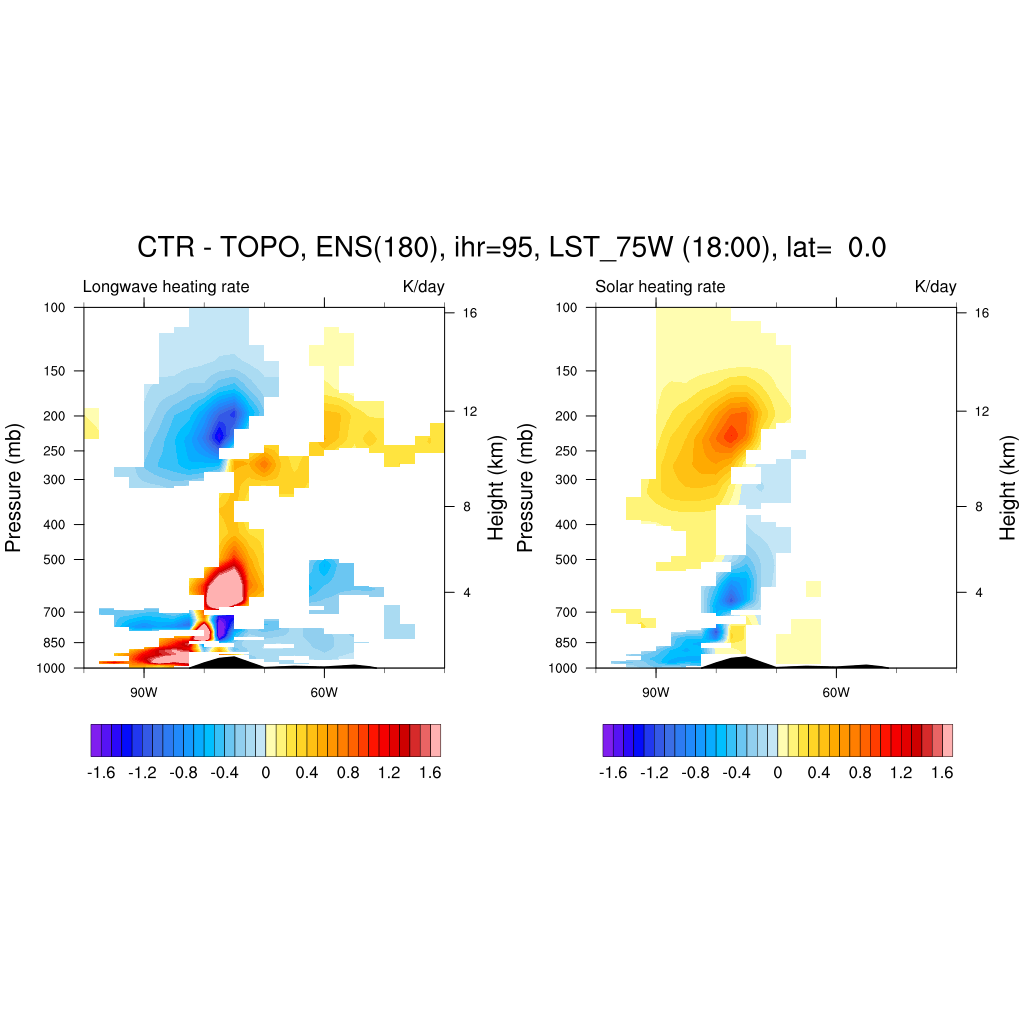 CTR - TOPO, ENS(180), ihr=95, LST_75W (18:00), lat=  0.0
Longwave heating rate K/day
Pressure (mb)
100
150
200
250
300
400
500
700
850
1000
16
12
8
4
Height (km)
90W 60W
-1.6 -1.2 -0.8 -0.4 0 0.4 0.8 1.2 1.6
Solar heating rate K/day
Pressure (mb)
100
150
200
250
300
400
500
700
850
1000
16
12
8
4
Height (km)
90W 60W
-1.6 -1.2 -0.8 -0.4 0 0.4 0.8 1.2 1.6